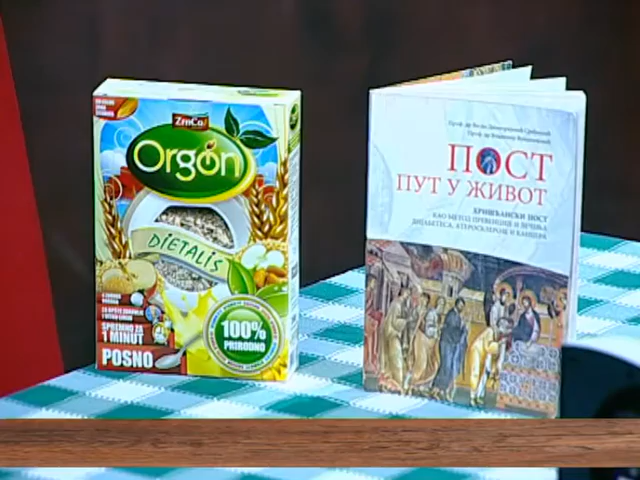 ZrnCo
Orgon
DIETALIS
SPREMNO ZA
1 MINUT
POSNO
100%
PRIRODNO
ПОСТ
ПУТ У ЖИВОТ
ХРИШЋАНСКИ ПОСТ
КАО МЕТОД ПРЕВЕНЦИЈЕ И ЛЕЧЕЊА
ДИЈАБЕТЕСА, АТЕРОСКЛЕРОЗЕ И КАНЦЕРА